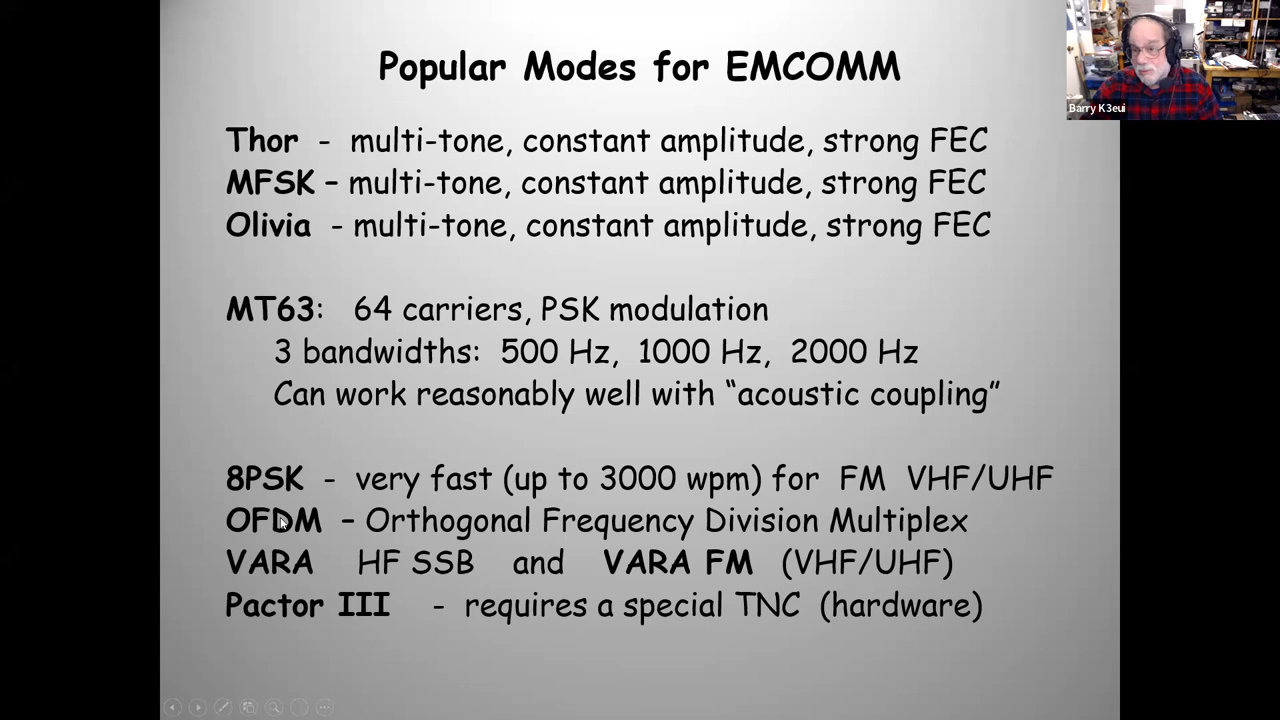 Popular Modes for EMCOMM
Barry K3eui
Thor - multi-tone, constant amplitude, strong FEC
MFSK – multi-tone, constant amplitude, strong FEC
Olivia - multi-tone, constant amplitude, strong FEC
MT63: 64 carriers, PSK modulation
3 bandwidths: 500 Hz, 1000 Hz, 2000 Hz
Can work reasonably well with “acoustic coupling”
8PSK - very fast (up to 3000 wpm) for FM VHF/UHF
OFDM – Orthogonal Frequency Division Multiplex
VARA HF SSB and VARA FM (VHF/UHF)
Pactor III - requires a special TNC (hardware)